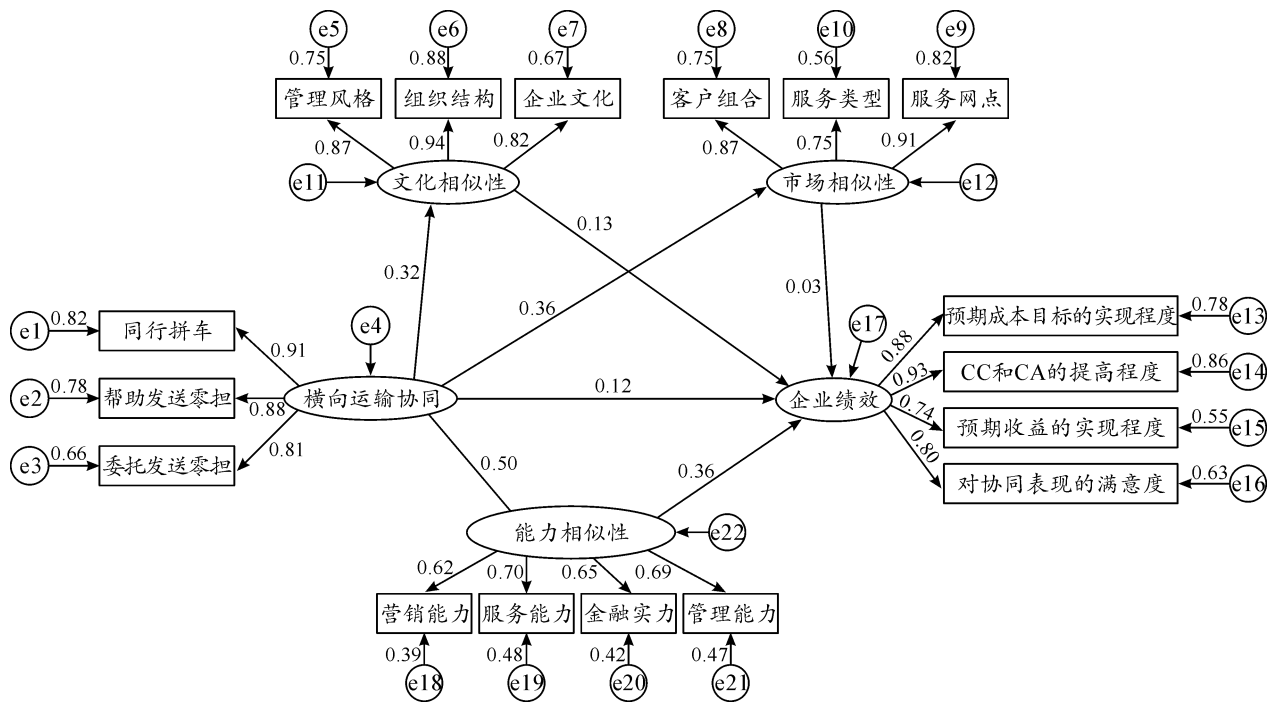 e5
e6
e7
e8
e10
e9
0.75
0.88
0.67
0.75
0.56
0.82
管理风格
组织结构
企业文化
客户组合
服务类型
服务网点
0.87
0.94
0.82
0.87
0.75
0.91
e11
文化相似性
市场相似性
e12
0.13
0.32
0.36
0.03
e1
0.82
同行拼车
0.91
e4
e17
0.88
预期成本目标的实现程度
0.78
e13
e2
0.78
帮助发送零担
0.88
横向运输协同
0.12
企业绩效
0.93
CC和CA的提高程度
0.86
e14
0.74
预期收益的实现程度
0.55
e15
e3
0.66
委托发送零担
0.81
0.50
0.36
0.80
对协同表现的满意度
0.63
e16
能力相似性
e22
0.62
0.70
0.65
0.69
营销能力
服务能力
金融实力
管理能力
0.39
0.48
0.42
0.47
e18
e19
e20
e21